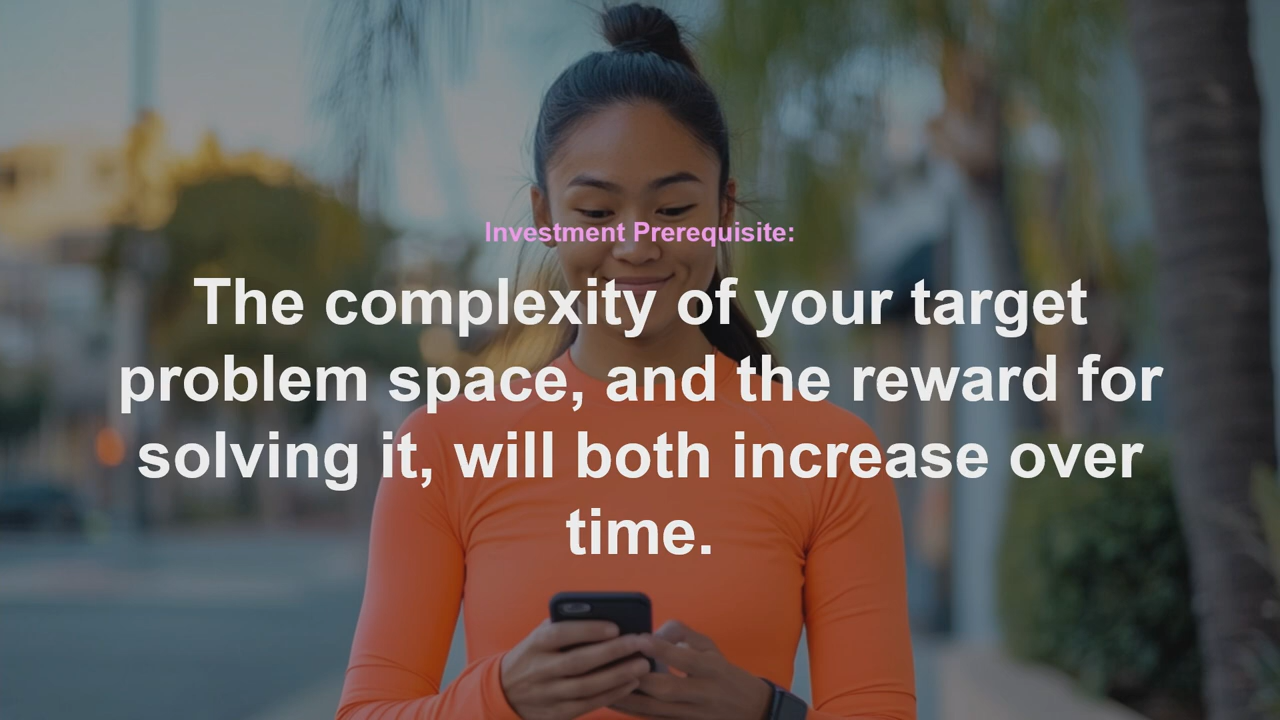 Investment Prerequisite:
The complexity of your target
problem space, and the reward for
solving it, will both increase over
time.